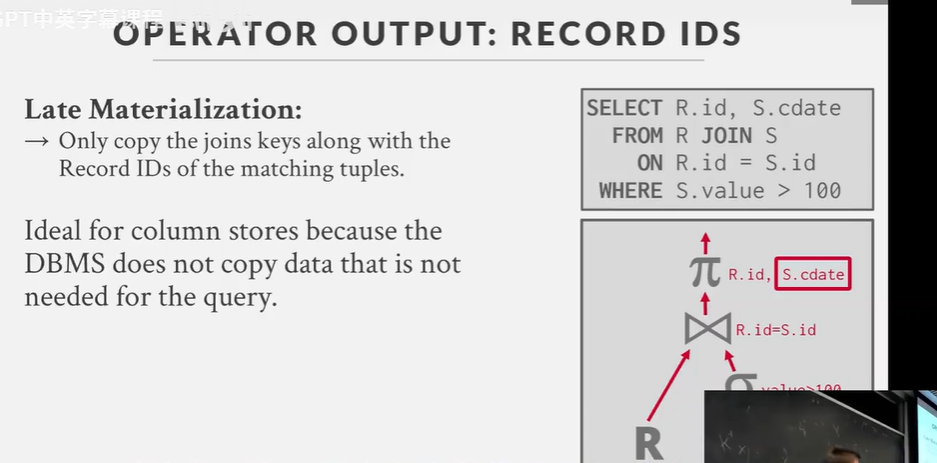 GPT中英字幕课程
OPERATOR OUTPUT: RECORD IDS
Late Materialization:
→ Only copy the joins keys along with the
Record IDs of the matching tuples.
Ideal for column stores because the
DBMS does not copy data that is not
needed for the query.
SELECT R.id, S.cdate
FROM R JOIN S
ON R.id = S.id
WHERE S.value > 100
π R.id, S.cdate
⋈ R.id=S.id
σ value>100
R